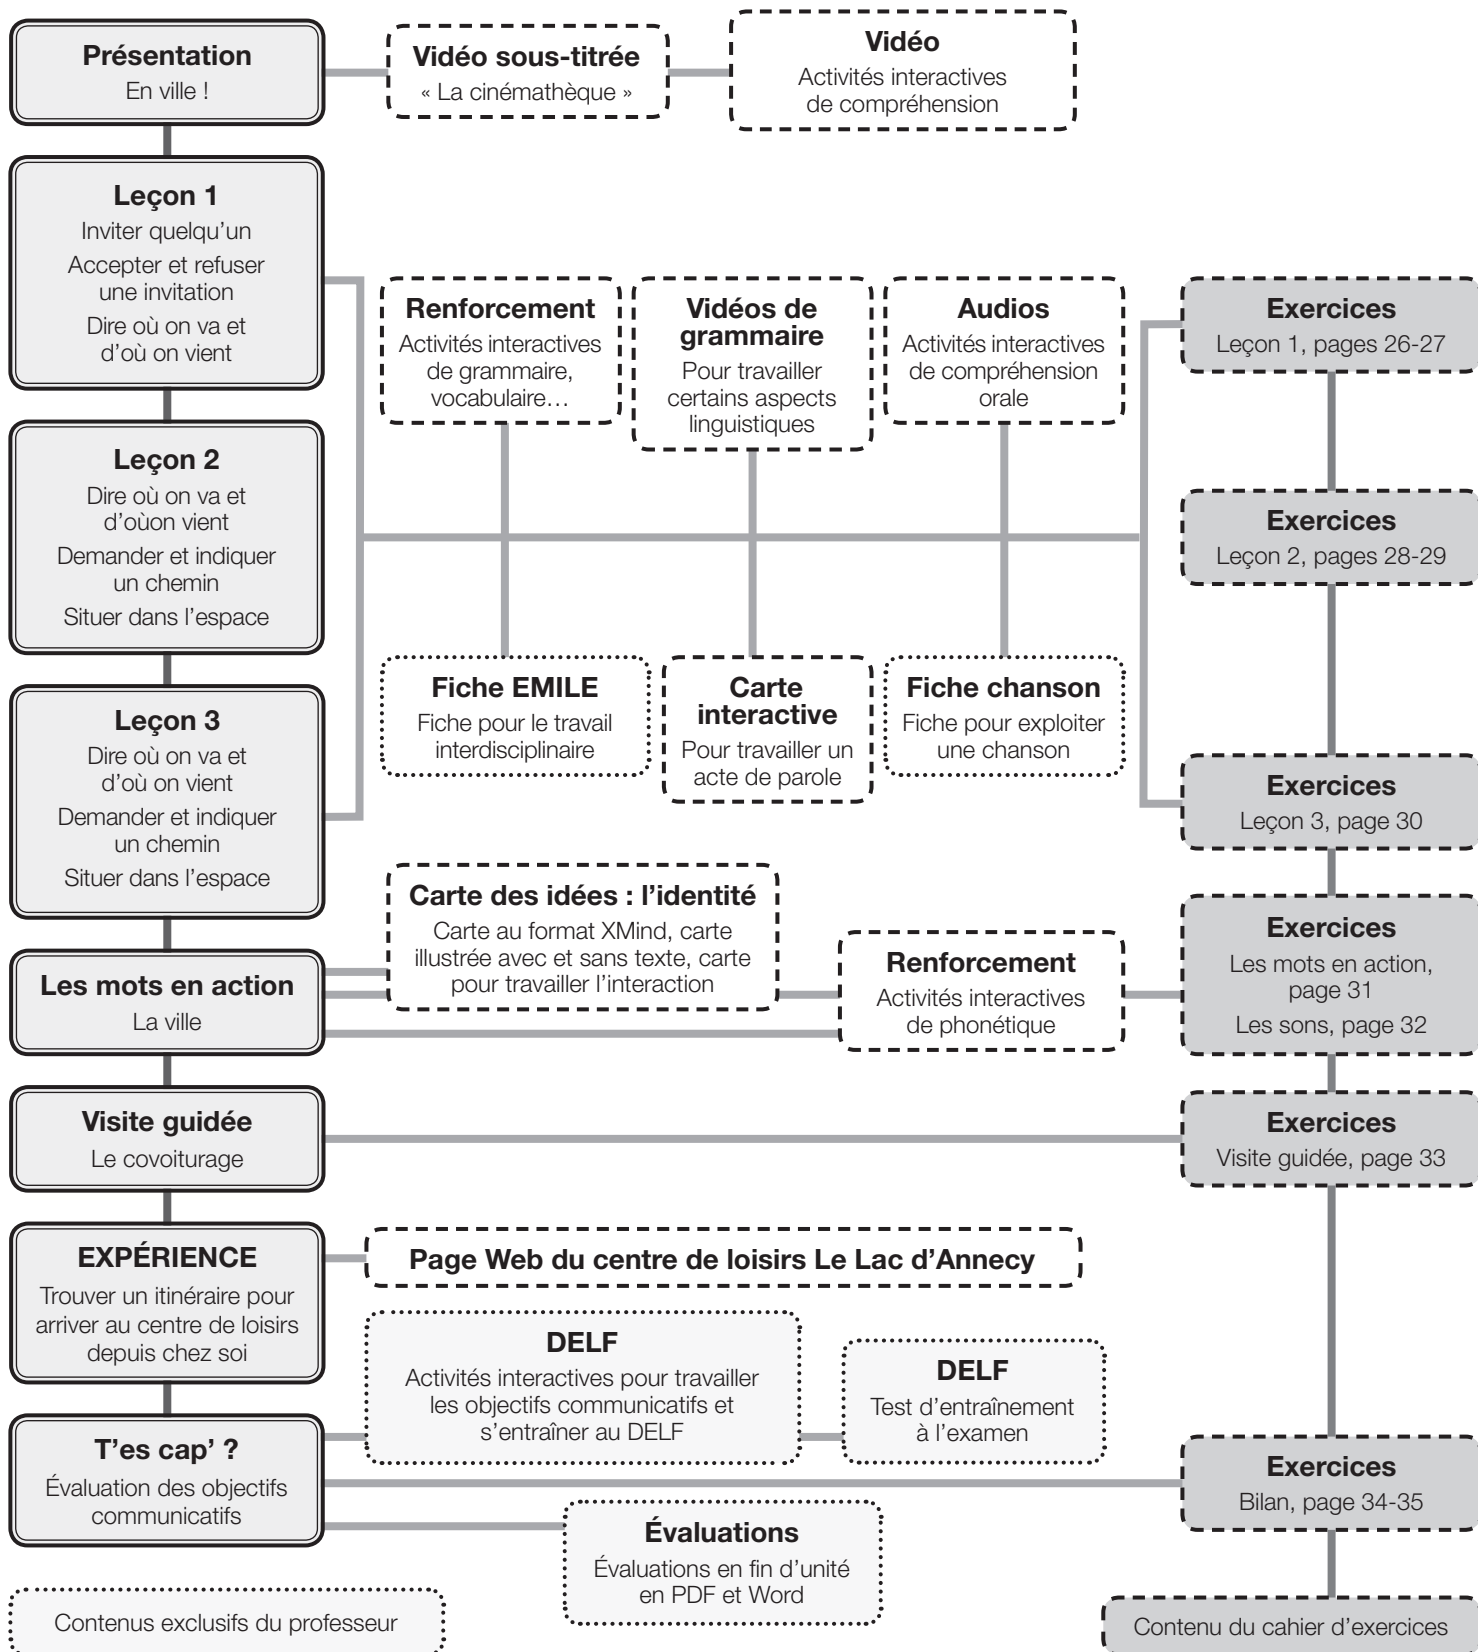 Présentation
En ville !
Vidéo sous-titrée
« La cinémathèque »
Vidéo
Activités interactives
de compréhension
Leçon 1
Inviter quelqu’un
Accepter et refuser
une invitation
Dire où on va et
d’où on vient
Renforcement
Activités interactives
de grammaire,
vocabulaire…
Vidéos de
grammaire
Pour travailler
certains aspects
linguistiques
Audios
Activités interactives
de compréhension
orale
Exercices
Leçon 1, pages 26-27
Leçon 2
Dire où on va et
d’oùon vient
Demander et indiquer
un chemin
Situer dans l’espace
Exercices
Leçon 2, pages 28-29
Leçon 3
Dire où on va et
d’où on vient
Demander et indiquer
un chemin
Situer dans l’espace
Fiche EMILE
Fiche pour le travail
interdisciplinaire
Carte
interactive
Pour travailler un
acte de parole
Fiche chanson
Fiche pour exploiter
une chanson
Exercices
Leçon 3, page 30
Les mots en action
La ville
Carte des idées : l’identité
Carte au format XMind, carte
illustrée avec et sans texte, carte
pour travailler l’interaction
Renforcement
Activités interactives
de phonétique
Exercices
Les mots en action,
page 31
Les sons, page 32
Visite guidée
Le covoiturage
Exercices
Visite guidée, page 33
EXPÉRIENCE
Trouver un itinéraire pour
arriver au centre de loisirs
depuis chez soi
Page Web du centre de loisirs Le Lac d’Annecy
T’es cap’ ?
Évaluation des objectifs
communicatifs
DELF
Activités interactives pour travailler
les objectifs communicatifs et
s’entraîner au DELF
DELF
Test d’entraînement
à l’examen
Exercices
Bilan, page 34-35
Évaluations
Évaluations en fin d’unité
en PDF et Word
Contenus exclusifs du professeur
Contenu du cahier d’exercices